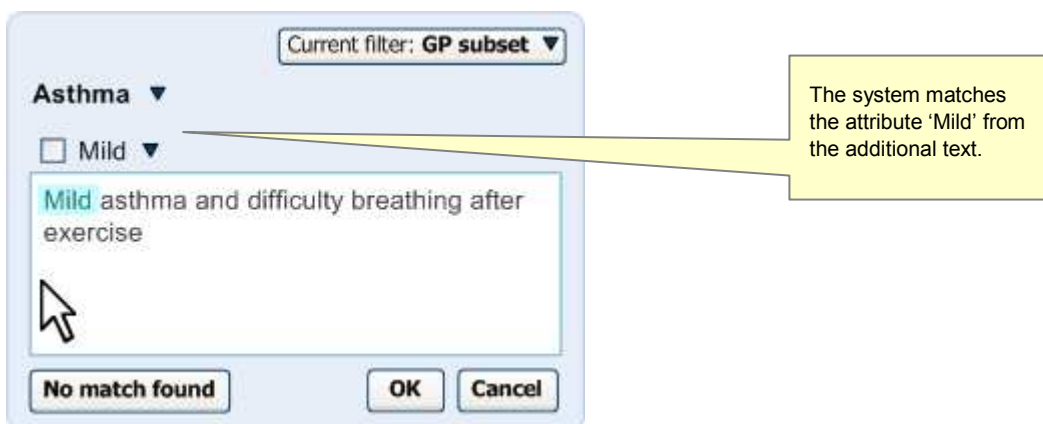 Current filter: GP subset
Asthma
Mild
Mild asthma and difficulty breathing after
exercise
No match found
OK
Cancel
The system matches
the attribute ‘Mild’ from
the additional text.